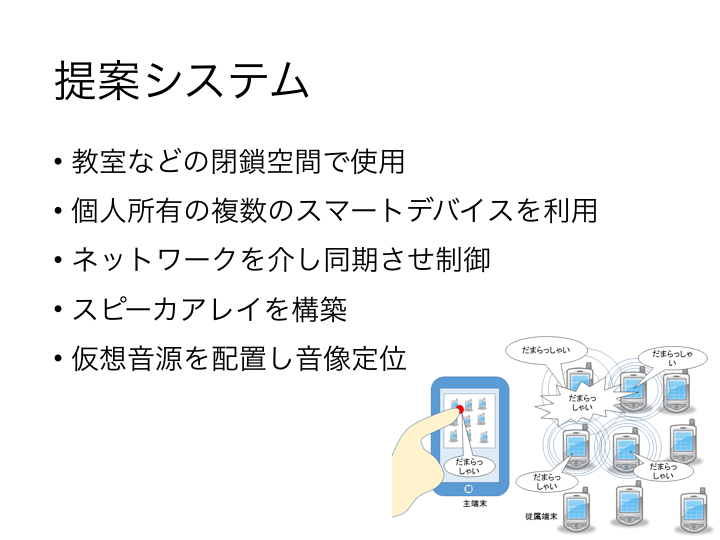 提案システム
• 教室などの閉鎖空間で使用
• 個人所有の複数のスマートデバイスを利用
• ネットワークを介し同期させ制御
• スピーカアレイを構築
• 仮想音源を配置し音像定位
だまらっしゃい
だまらっしゃ
い
だまらっ
しゃい
だまらっ
しゃい
だまらっ
しゃい
だまらっ
しゃい
主端末
従属端末